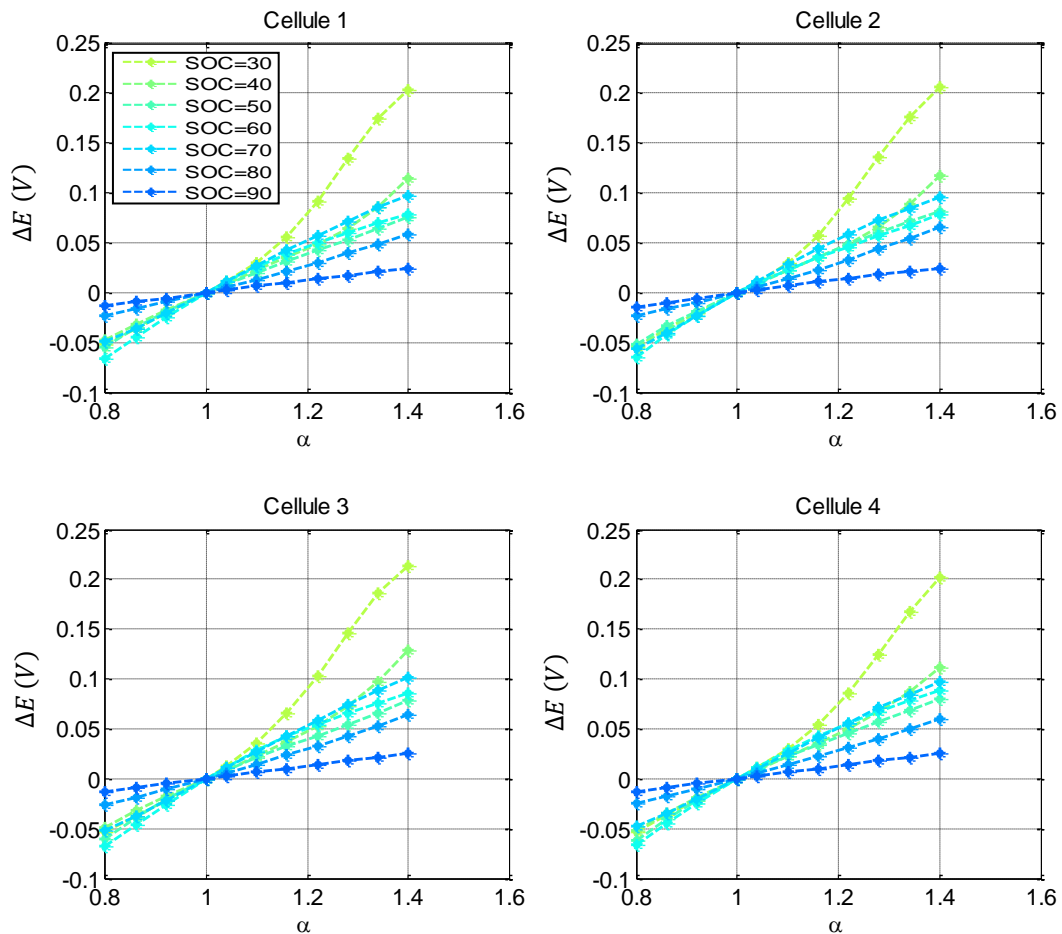 Cellule 1
0.25
0.2
0.15
0.1
0.05
0
-0.05
-0.1
ΔE (V)
SOC=30
SOC=40
SOC=50
SOC=60
SOC=70
SOC=80
SOC=90
0.8 1 1.2 1.4 1.6
α
Cellule 2
0.25
0.2
0.15
0.1
0.05
0
-0.05
-0.1
ΔE (V)
0.8 1 1.2 1.4 1.6
α
Cellule 3
0.25
0.2
0.15
0.1
0.05
0
-0.05
-0.1
ΔE (V)
0.8 1 1.2 1.4 1.6
α
Cellule 4
0.25
0.2
0.15
0.1
0.05
0
-0.05
-0.1
ΔE (V)
0.8 1 1.2 1.4 1.6
α